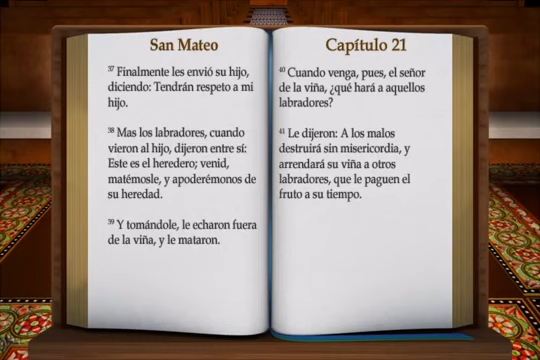 San Mateo
37 Finalmente les envió su hijo,
diciendo: Tendrán respeto a mi
hijo.
38 Mas los labradores, cuando
vieron al hijo, dijeron entre sí:
Este es el heredero; venid,
matémosle, y apoderémonos de
su heredad.
39 Y tomándole, le echaron fuera
de la viña, y le mataron.
Capítulo 21
40 Cuando venga, pues, el señor
de la viña, ¿qué hará a aquellos
labradores?
41 Le dijeron: A los malos
destruirá sin misericordia, y
arrendará su viña a otros
labradores, que le paguen el
fruto a su tiempo.